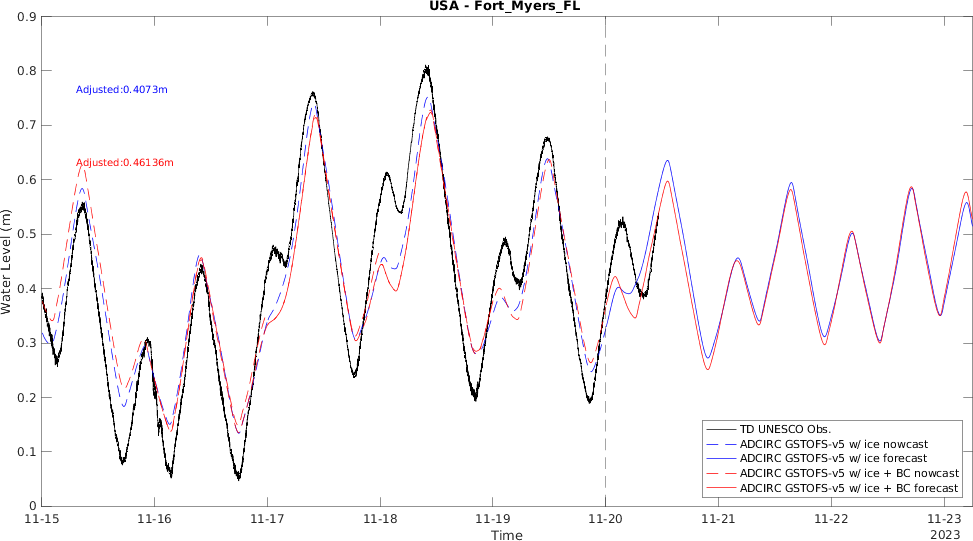 USA - Fort_Myers_FL
0.9
0.8
0.7
0.6
0.5
0.4
0.3
0.2
0.1
0
Water Level (m)
Adjusted:0.4073m
Adjusted:0.46136m
TD UNESCO Obs.
ADCIRC GSTOFS-v5 w/ ice nowcast
ADCIRC GSTOFS-v5 w/ ice forecast
ADCIRC GSTOFS-v5 w/ ice + BC nowcast
ADCIRC GSTOFS-v5 w/ ice + BC forecast
11-15 11-16 11-17 11-18 11-19 11-20 11-21 11-22 11-23
Time
2023